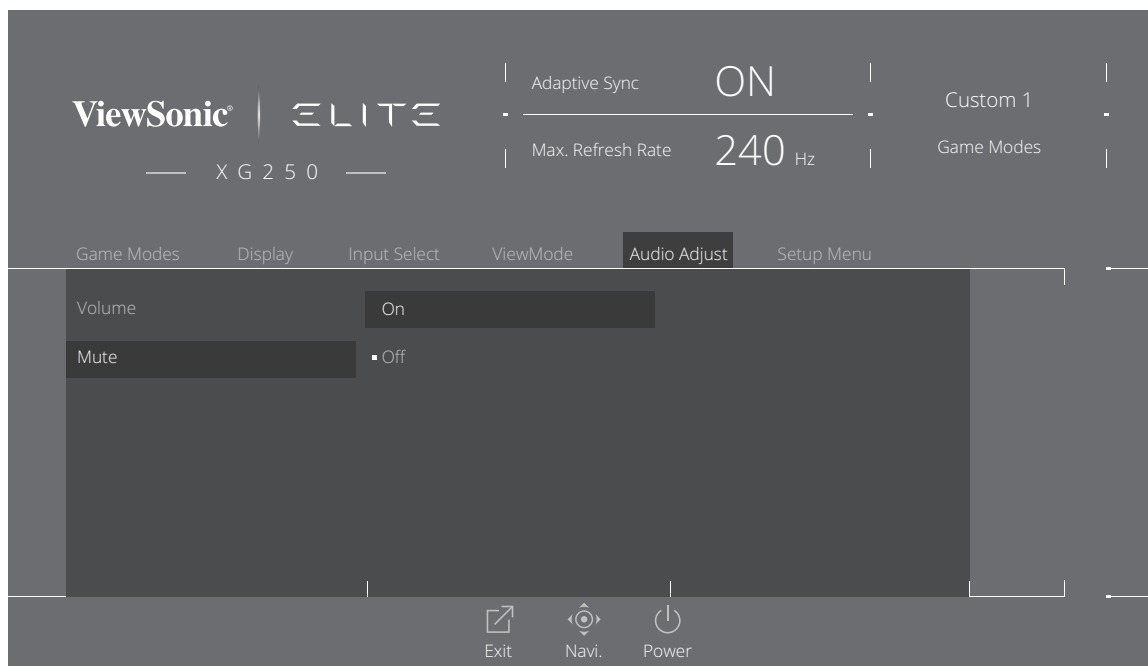 ViewSonic® ELITE
XG250
Adaptive Sync ON
Max. Refresh Rate 240 Hz
Custom 1
Game Modes
Game Modes Display Input Select ViewMode Audio Adjust Setup Menu
Volume On
Mute Off
Exit Navi. Power